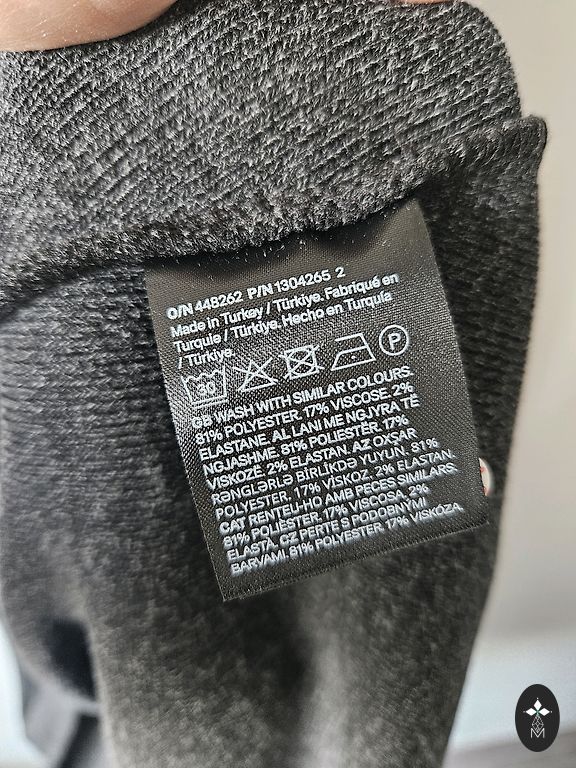 O/N 448262 P/N 1304265 2
Made in Turkey / Türkiye. Fabriqué en
Turquie / Türkiye. Hecho en Turquía
/ Türkiye.
30 P
GB WASH WITH SIMILAR COLOURS.
81% POLYESTER. 17% VISCOSE. 2%
ELASTANE. AL LANI ME NGJYRA TË
NGJASHME. 81% POLIESTËR. 17%
VISKOZË. 2% ELASTAN. AZ OXŞAR
RƏNGLƏRLƏ BİRLİKDƏ YUYUN. 81%
POLYESTER. 17% VİSKOZ. 2% ELASTAN.
CAT RENTEU-HO AMB PECES SIMILARS.
81% POLIÈSTER. 17% VISCOSA. 2%
ELASTÀ. CZ PERTE S PODOBNÝMI
BARVAMI. 81% POLYESTER. 17% VISKÓZA.
M